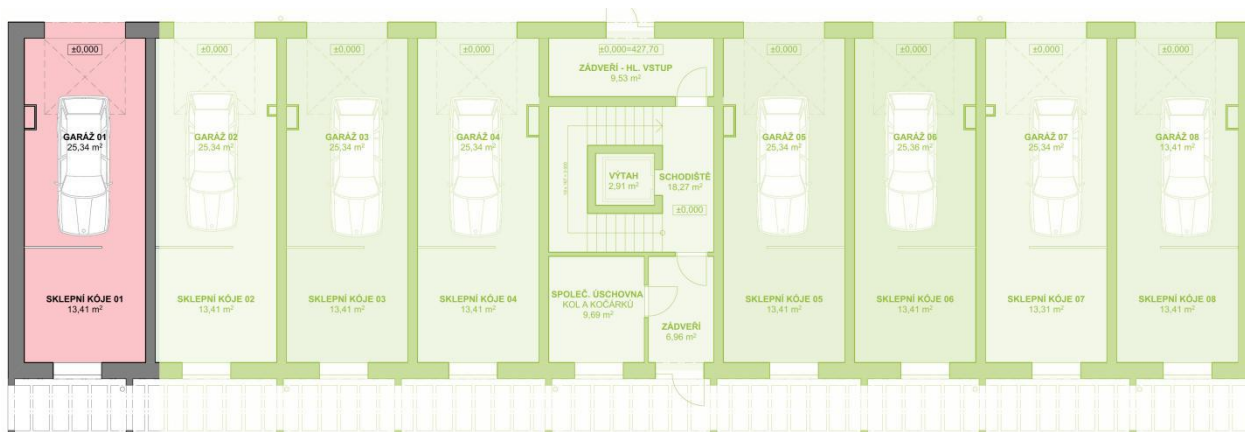 ±0,000
±0,000
±0,000
±0,000
±0,000=427,70
±0,000
±0,000
±0,000
±0,000
ZÁDVEŘÍ - HL. VSTUP
9,53 m²
GARÁŽ 01
25,34 m²
GARÁŽ 02
25,34 m²
GARÁŽ 03
25,34 m²
GARÁŽ 04
25,34 m²
VÝTAH
2,91 m²
SCHODIŠTĚ
18,27 m²
±0,000
GARÁŽ 05
25,34 m²
GARÁŽ 06
25,36 m²
GARÁŽ 07
25,34 m²
GARÁŽ 08
13,41 m²
SKLEPNÍ KÓJE 01
13,41 m²
SKLEPNÍ KÓJE 02
13,41 m²
SKLEPNÍ KÓJE 03
13,41 m²
SKLEPNÍ KÓJE 04
13,41 m²
SPOLEČ. ÚSCHOVNA
KOL A KOČÁRKŮ
9,69 m²
ZÁDVEŘÍ
6,96 m²
SKLEPNÍ KÓJE 05
13,41 m²
SKLEPNÍ KÓJE 06
13,41 m²
SKLEPNÍ KÓJE 07
13,31 m²
SKLEPNÍ KÓJE 08
13,41 m²